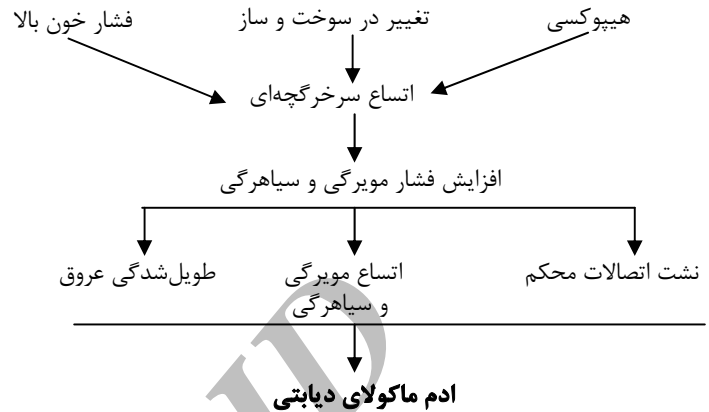 هیپوکسی
تغییر در سوخت و ساز
فشار خون بالا
اتساع سرخرگچه‌ای
افزایش فشار مویرگی و سیاهرگی
نشت اتصالات محکم
اتساع مویرگی
و سیاهرگی
طویل‌شدگی عروق
ادم ماکولای دیابتی